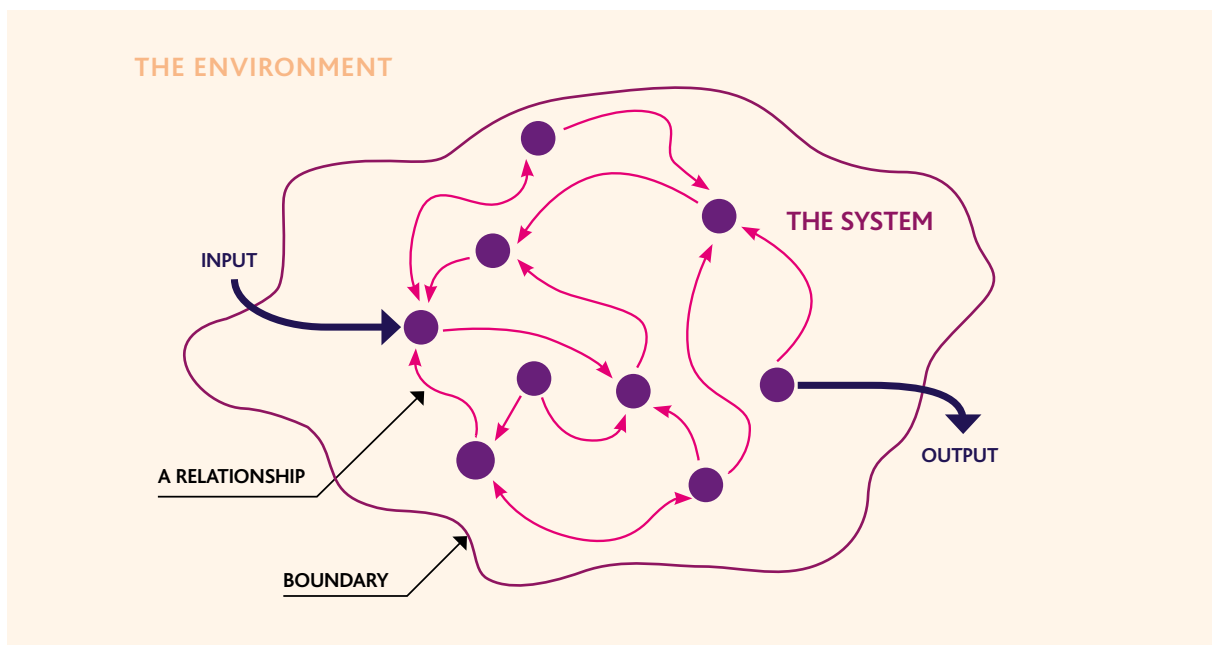 THE ENVIRONMENT
THE SYSTEM
INPUT
OUTPUT
A RELATIONSHIP
BOUNDARY